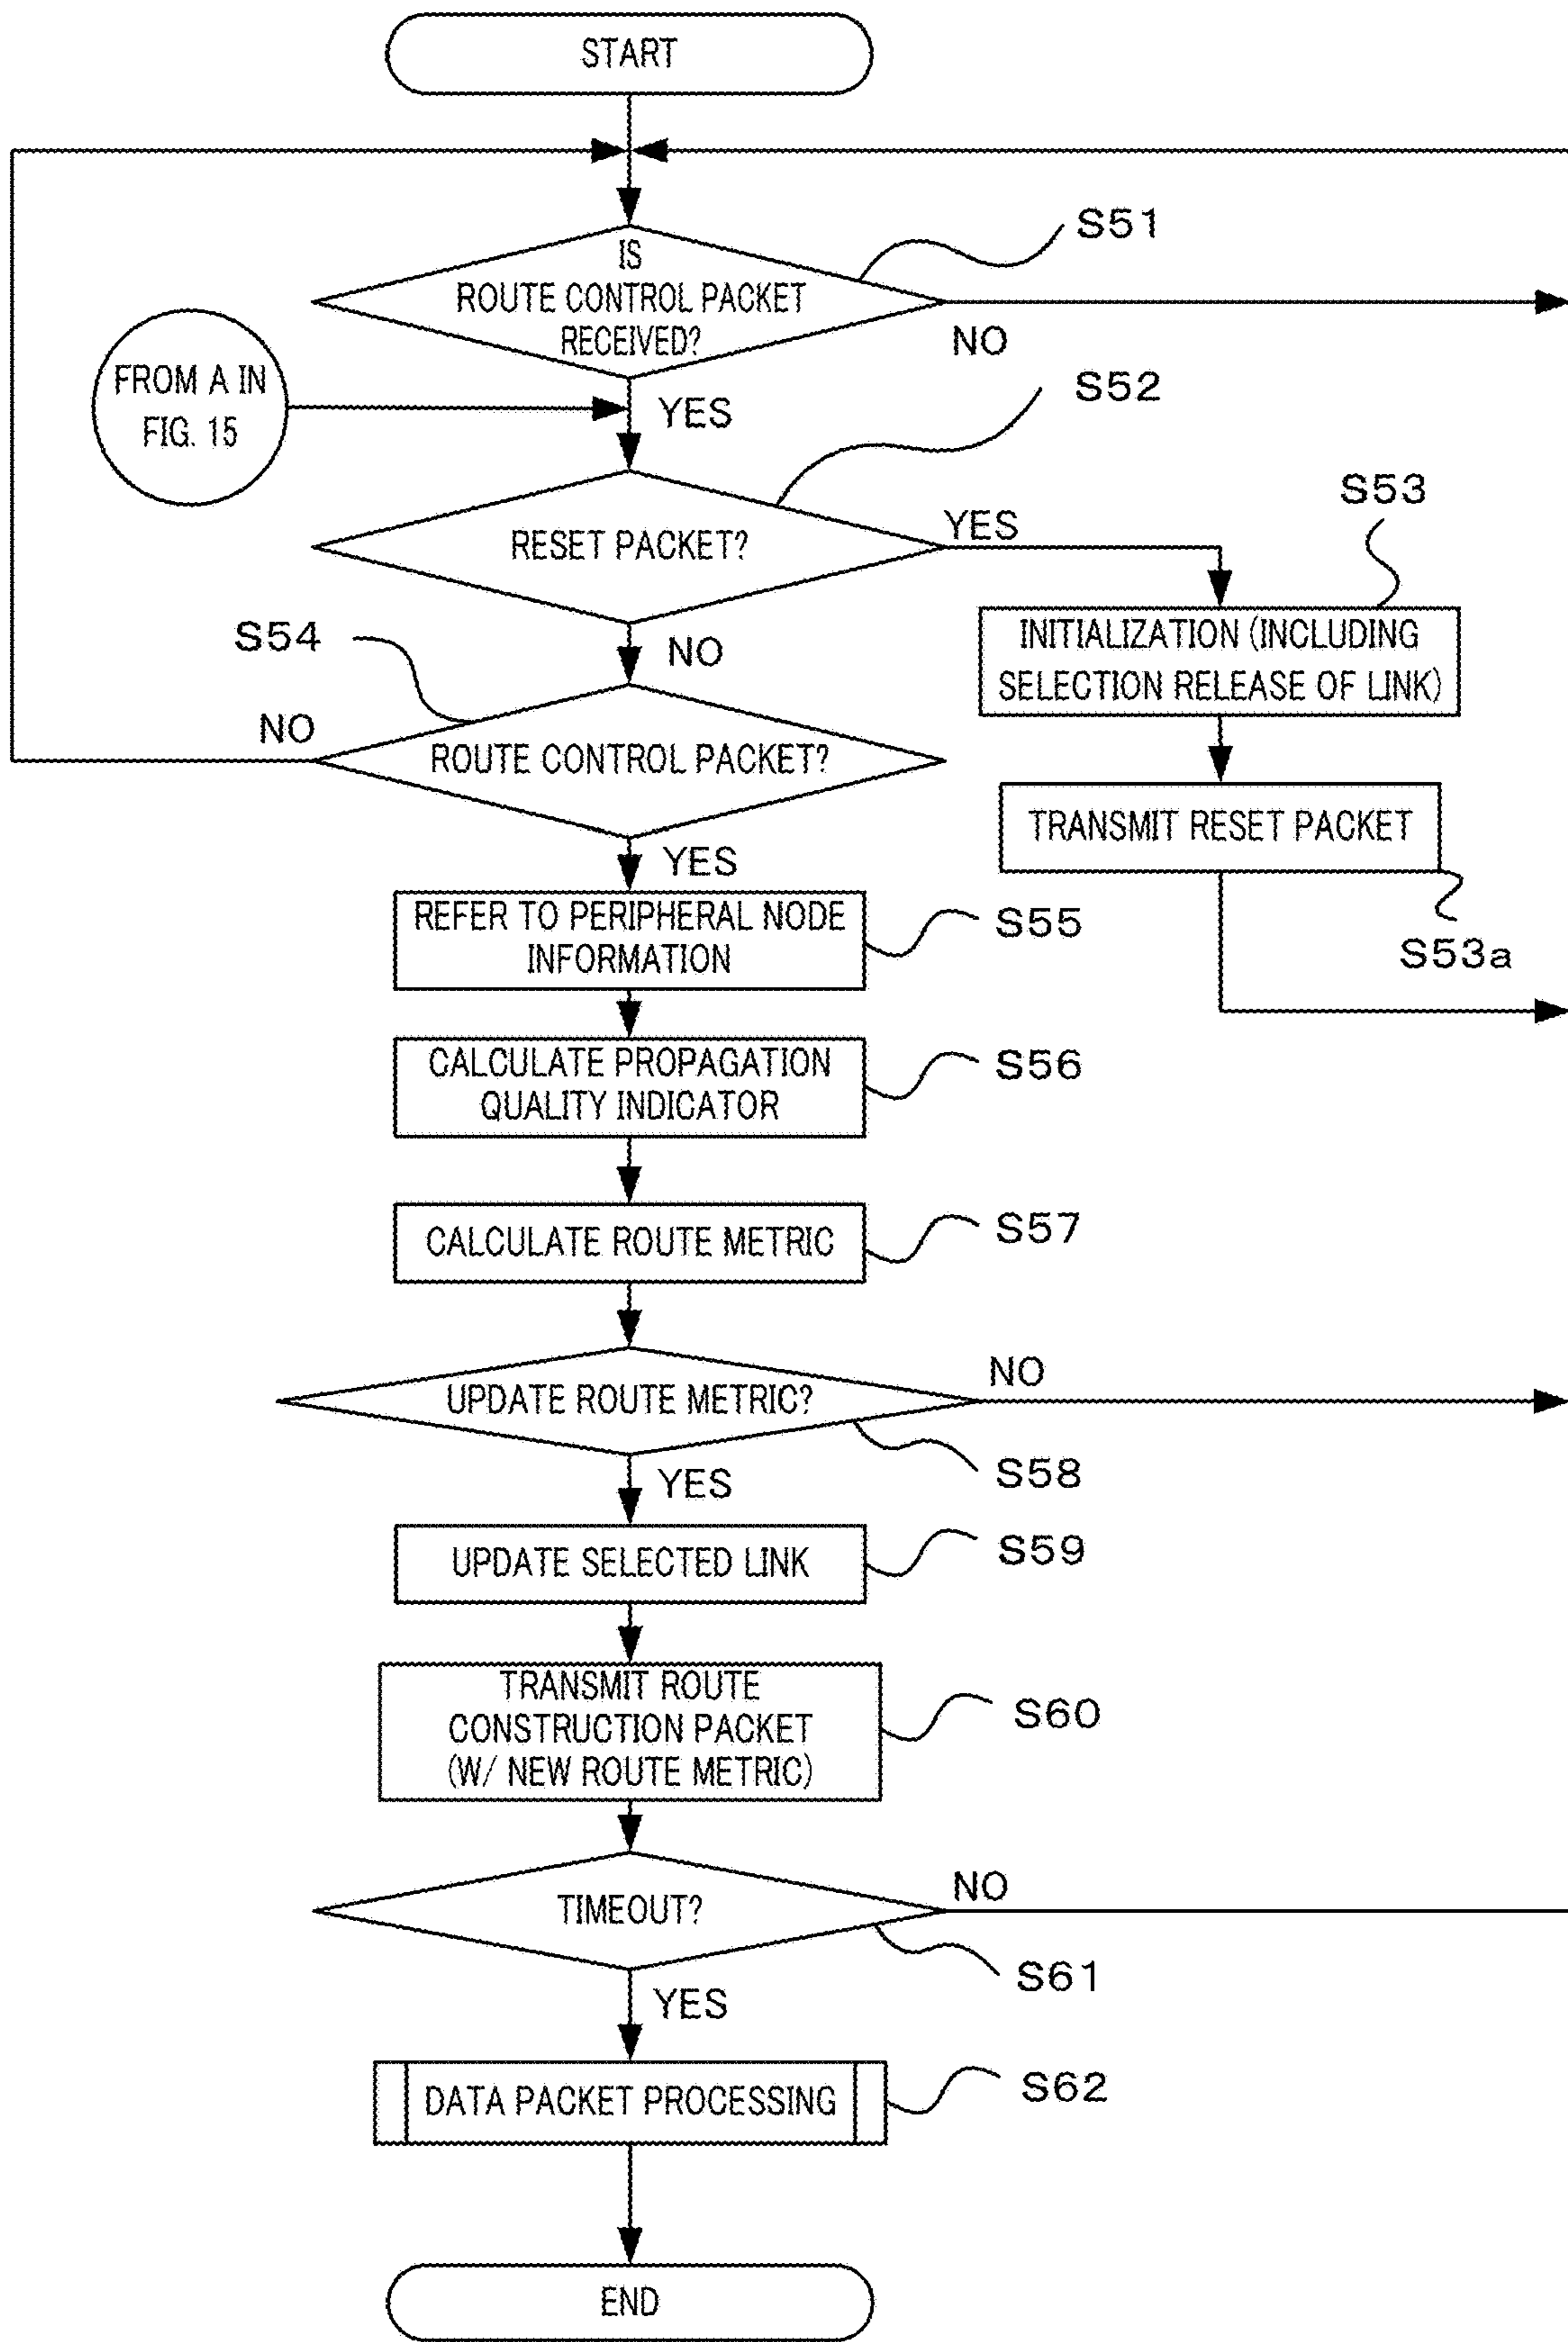 START
S51
IS
ROUTE CONTROL PACKET
RECEIVED?
NO
FROM A IN
FIG. 15
YES
S52
RESET PACKET?
YES
S53
INITIALIZATION (INCLUDING
SELECTION RELEASE OF LINK)
NO
S54
NO
ROUTE CONTROL PACKET?
TRANSMIT RESET PACKET
S53a
YES
REFER TO PERIPHERAL NODE
INFORMATION
S55
CALCULATE PROPAGATION
QUALITY INDICATOR
S56
CALCULATE ROUTE METRIC
S57
UPDATE ROUTE METRIC?
NO
S58
YES
UPDATE SELECTED LINK
S59
TRANSMIT ROUTE
CONSTRUCTION PACKET
(W/ NEW ROUTE METRIC)
S60
TIMEOUT?
NO
S61
YES
DATA PACKET PROCESSING
S62
END